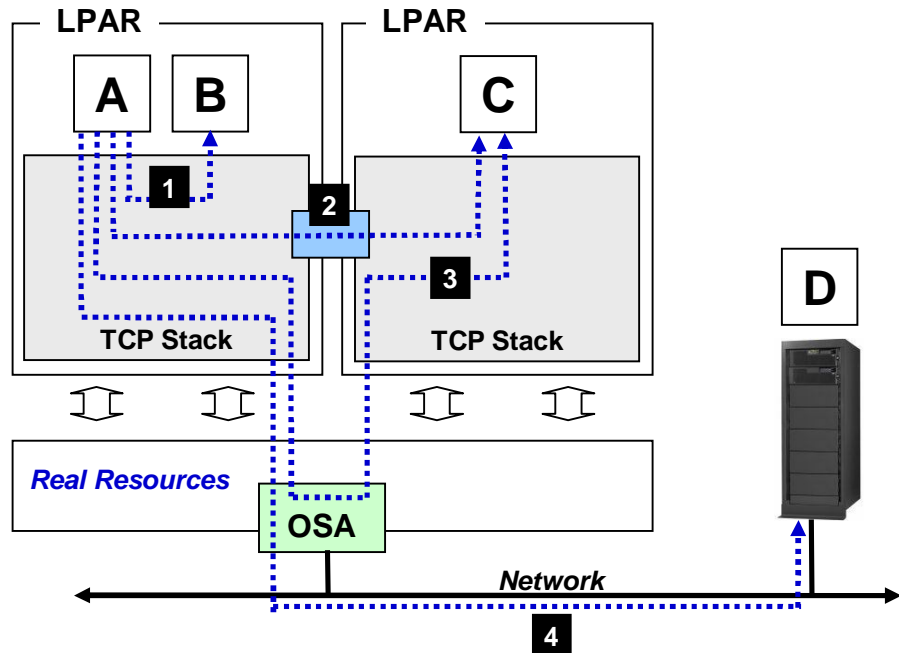 LPAR
LPAR
A
B
C
1
2
3
D
TCP Stack
TCP Stack
Real Resources
OSA
Network
4